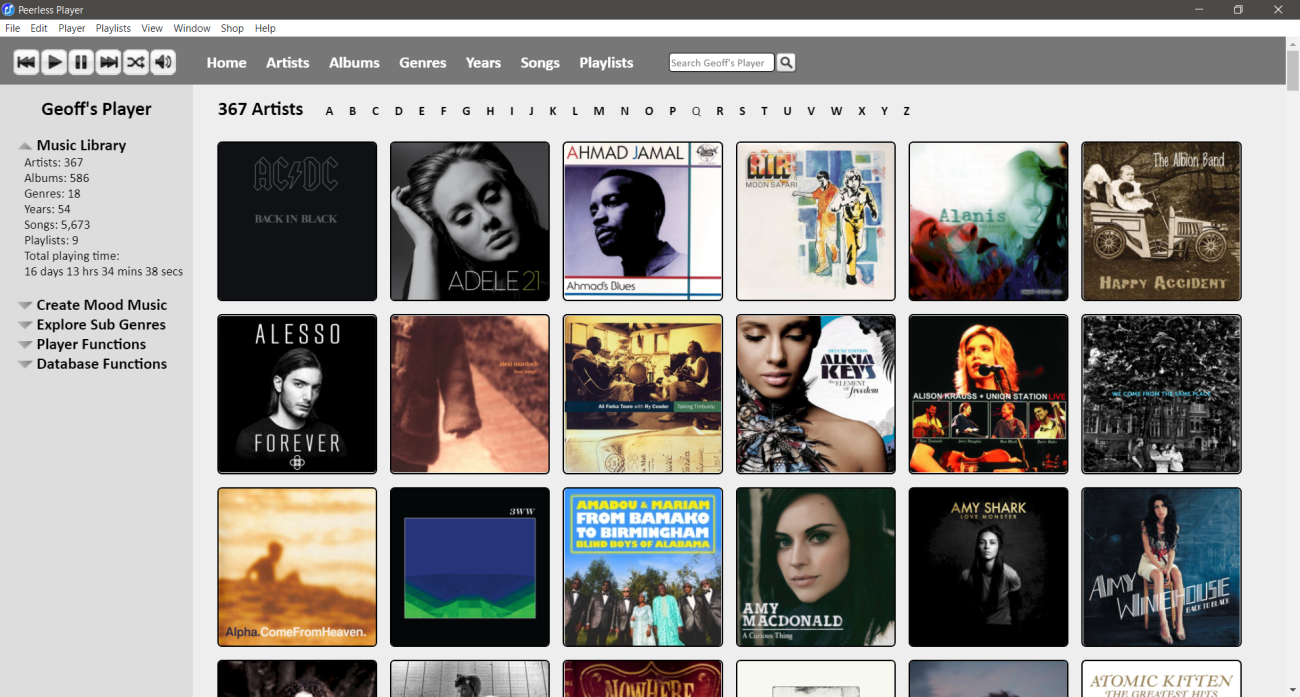 Peerless Player
File Edit Player Playlists View Window Shop Help
Home Artists Albums Genres Years Songs Playlists
Search Geoff's Player
Geoff's Player
Music Library
Artists: 367
Albums: 586
Genres: 18
Years: 54
Songs: 5,673
Playlists: 9
Total playing time:
16 days 13 hrs 34 mins 38 secs
Create Mood Music
Explore Sub Genres
Player Functions
Database Functions
367 Artists A B C D E F G H I J K L M N O P Q R S T U V W X Y Z
AC/DC
BACK IN BLACK
ADELE 21
AHMAD JAMAL
Ahmad's Blues
AIR
MOON SAFARI
Alanis
The Albion Band
HAPPY ACCIDENT
ALESSO
FOREVER
alexi murdoch
Ali Farka Toure with Ry Cooder Talking Timbuktu
DELUXE EDITION
ALICIA
KEYS
the ELEMENT
of freedom
ALISON KRAUSS + UNION STATION LIVE
WE COME FROM THE SAME PLACE
Alpha.ComeFromHeaven.
3WW
AMADOU & MARIAM
FROM BAMAKO
TO BIRMINGHAM
BLIND BOYS OF ALABAMA
AMY
MACDONALD
A Curious Thing
AMY SHARK
LOVE MONSTER
AMY
WINEHOUSE
BACK TO BLACK
NOWHERE
ATOMIC KITTEN
THE GREATEST HITS